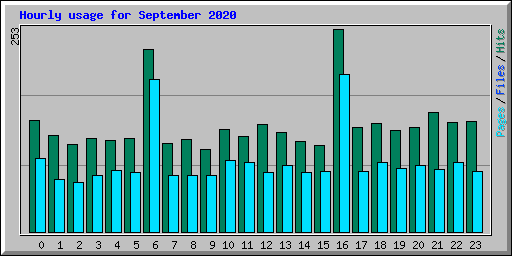 Hourly usage for September 2020
253
Pages/Files/Hits
0 1 2 3 4 5 6 7 8 9 10 11 12 13 14 15 16 17 18 19 20 21 22 23